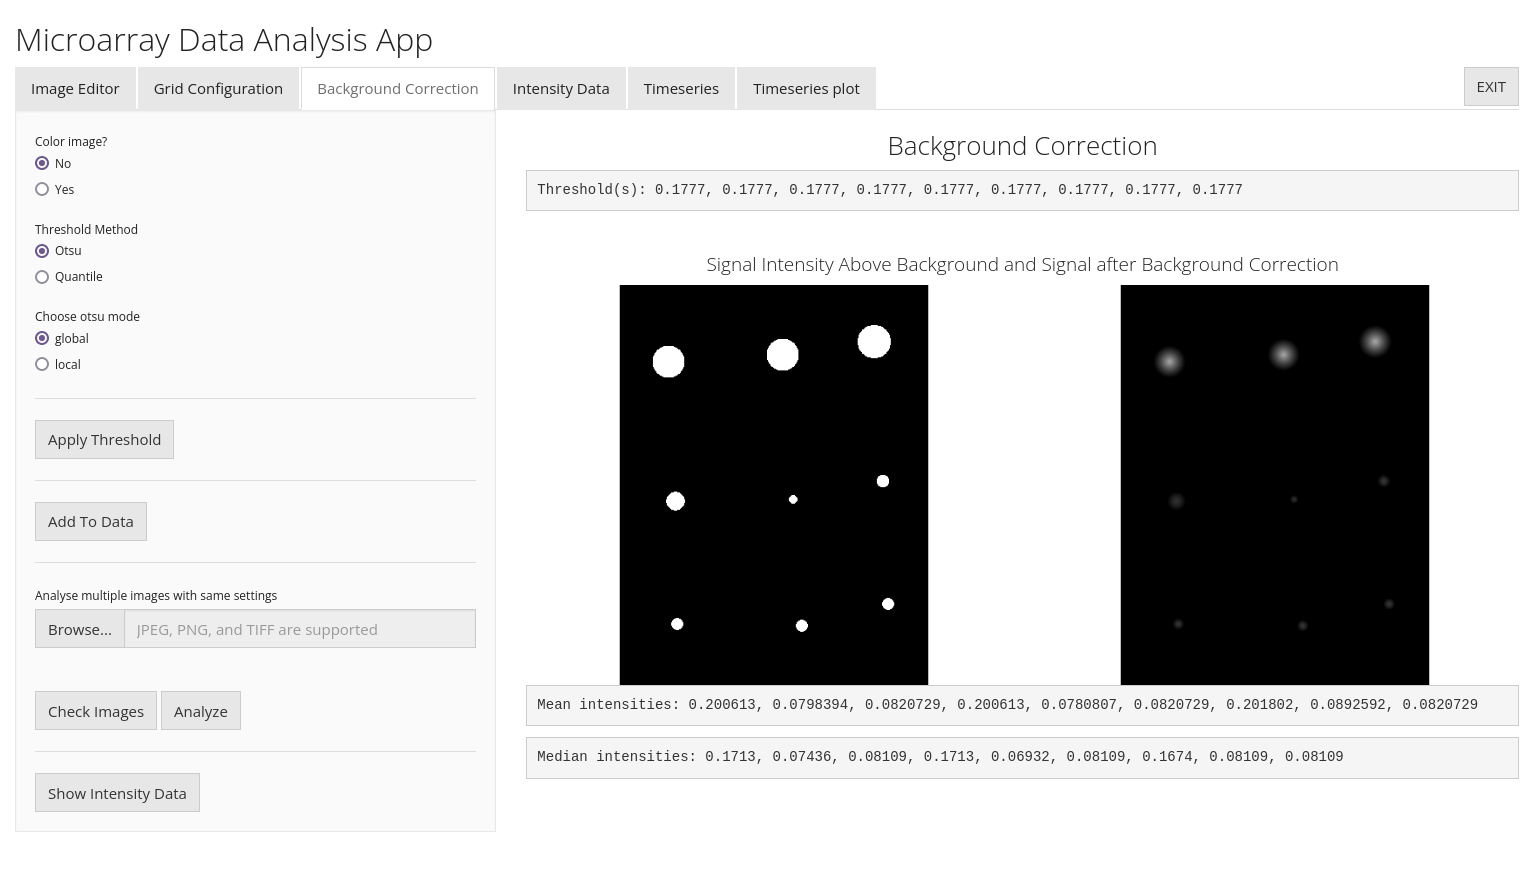 Microarray Data Analysis App
Image Editor
Grid Configuration
Background Correction
Intensity Data
Timeseries
Timeseries plot
EXIT
Color image?
No
Yes
Threshold Method
Otsu
Quantile
Choose otsu mode
global
local
Apply Threshold
Add To Data
Analyse multiple images with same settings
Browse... JPEG, PNG, and TIFF are supported
Check Images Analyze
Show Intensity Data
Background Correction
Threshold(s): 0.1777, 0.1777, 0.1777, 0.1777, 0.1777, 0.1777, 0.1777, 0.1777, 0.1777
Signal Intensity Above Background and Signal after Background Correction
Mean intensities: 0.200613, 0.0798394, 0.0820729, 0.200613, 0.0780807, 0.0820729, 0.201802, 0.0892592, 0.0820729
Median intensities: 0.1713, 0.07436, 0.08109, 0.1713, 0.06932, 0.08109, 0.1674, 0.08109, 0.08109